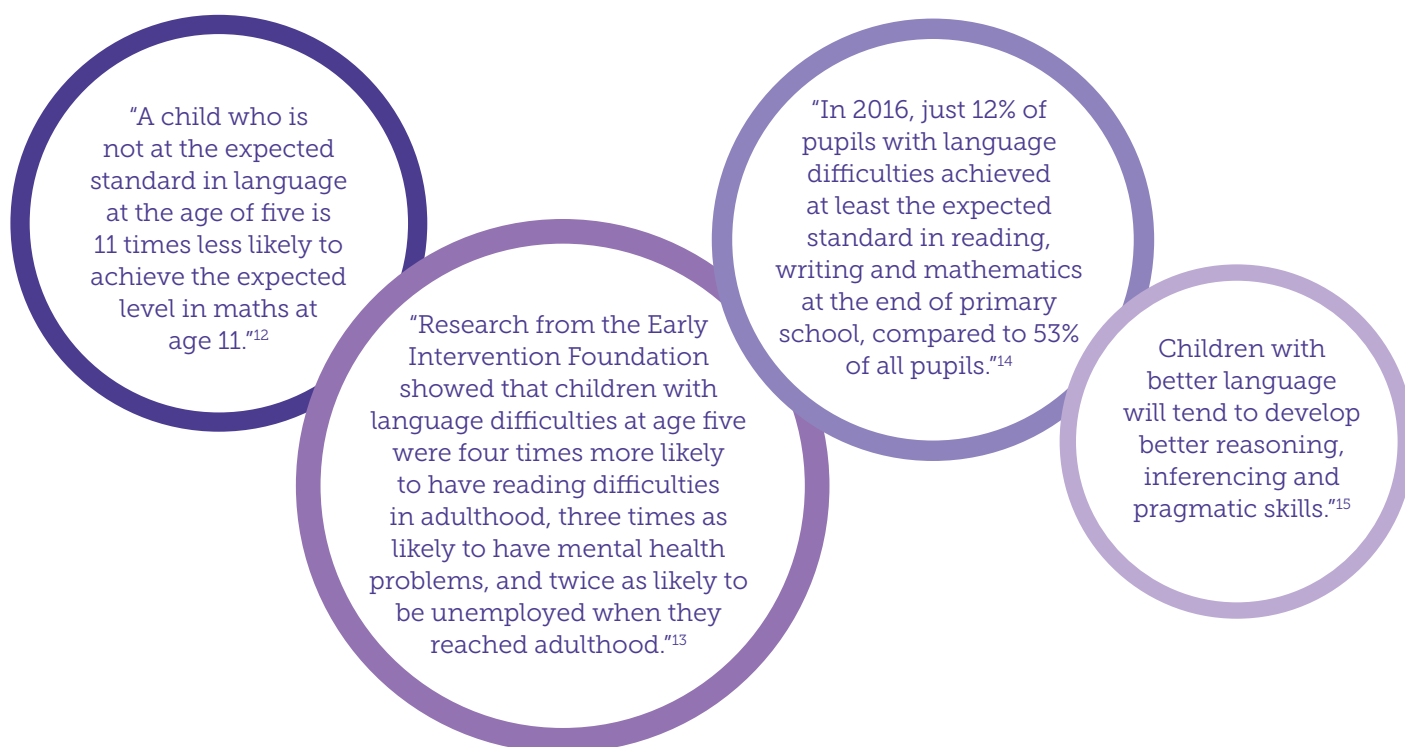 “A child who is
not at the expected
standard in language
at the age of five is
11 times less likely to
achieve the expected
level in maths at
age 11.”12
“Research from the Early
Intervention Foundation
showed that children with
language difficulties at age five
were four times more likely
to have reading difficulties
in adulthood, three times as
likely to have mental health
problems, and twice as likely to
be unemployed when they
reached adulthood.”13
“In 2016, just 12% of
pupils with language
difficulties achieved
at least the expected
standard in reading,
writing and mathematics
at the end of primary
school, compared to 53%
of all pupils.”14
Children with
better language
will tend to develop
better reasoning,
inferencing and
pragmatic skills.”15